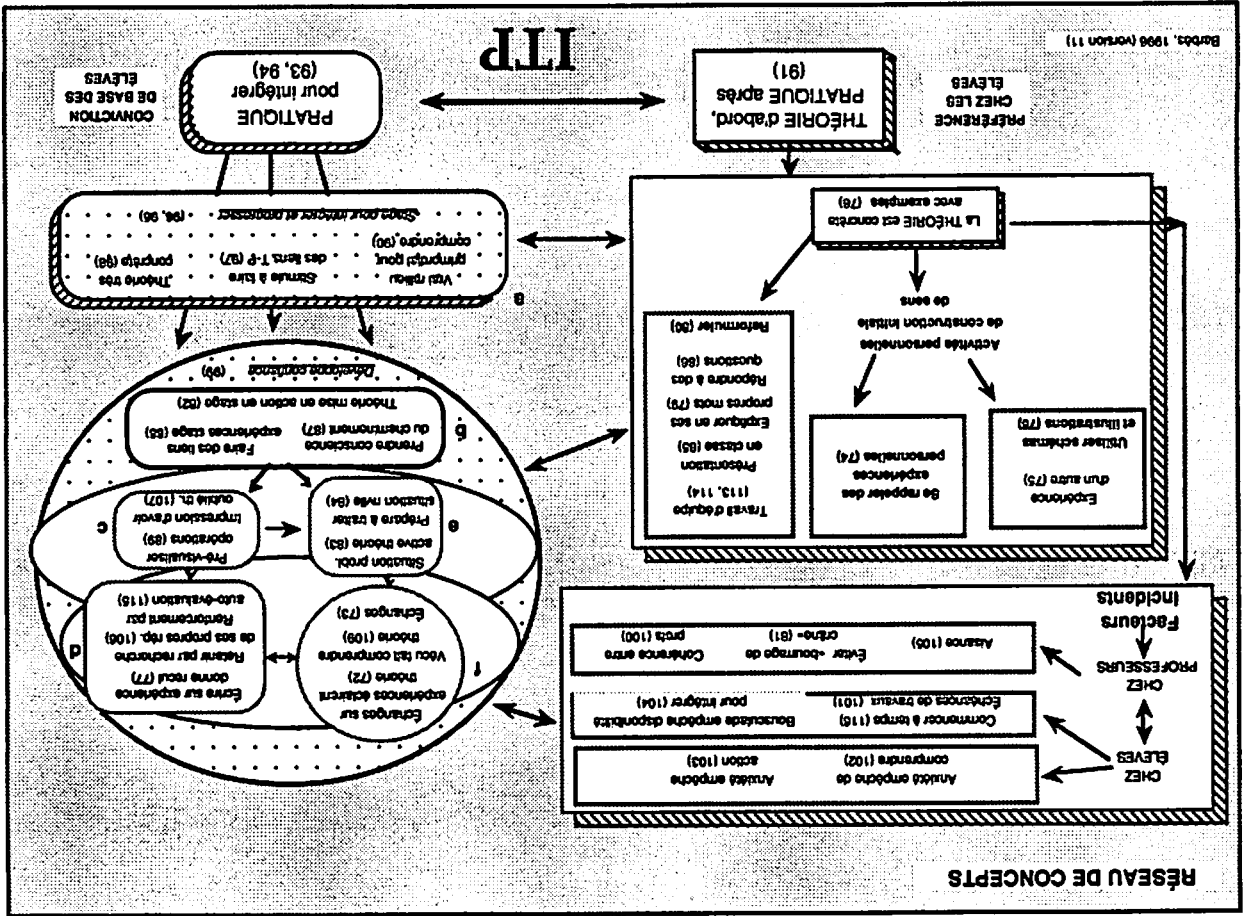 RÉSEAU DE CONCEPTS
CHEZ
ÉLÈVES
CHEZ
PROFESSEURS
Facteurs
Incidents
Anxiété empêche de
comprendre (102)
Anxiété empêche
action (103)
Commencer à temps (116)
Échéances de travaux (101)
Bousculade empêche disponibilité
pour intégrer (104)
Aisance (105)
Éviter «bourrage de
crâne» (81)
Cohérence entre
profs (100)
Échanges sur
expériences éclaircit
théorie (72)
Vécu fait comprendre
théorie (109)
Échanges (73)
f
Écrire sur expérience
donne recul (77)
Retenir par recherche
de ses propres rép. (106)
Renforcement par
auto-évaluation (115)
d
Situation probl.
active théorie (83)
Prépare à traiter
situation nvlle (84)
e
Pré-visualiser
opérations (89)
Impression d'avoir
oublié th. (107)
c
Prendre conscience
du cheminement (87)
Faire des liens
expériences stage (88)
Théorie mise en action en stage (82)
b
Développe confiance (99)
Expérience
d'un autre (75)
Utiliser schémas
et illustrations (76)
Se rappeler des
expériences
personnelles (74)
Travail d'équipe
(113, 114)
Présentation
en classe (85)
Expliquer en ses
propres mots (79)
Répondre à des
questions (86)
Reformuler (80)
Activités personnelles
de construction initiale
de sens
La THÉORIE est concrète
avec exemples (78)
a
Vrai milieu
primordial pour
comprendre (90)
Stimule à faire
des liens T-P (97)
Théorie très
concrète (98)
Stage pour intégrer et progresser (96, 95)
PRÉFÉRENCE
CHEZ LES
ÉLÈVES
THÉORIE d'abord,
PRATIQUE après
(91)
ITP
PRATIQUE
pour intégrer
(93, 94)
CONVICTION
DE BASE DES
ÉLÈVES
Barbès, 1996 (version 11)